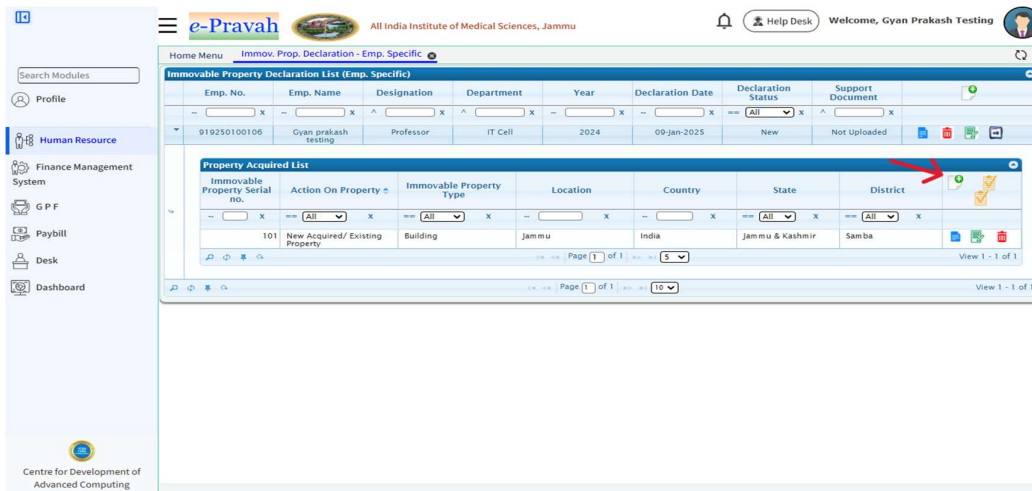 e-Pravah
All India Institute of Medical Sciences, Jammu
Help Desk
Welcome, Gyan Prakash Testing
Home Menu
Immov. Prop. Declaration - Emp. Specific
Search Modules
Profile
Human Resource
Finance Management
System
G P F
Paybill
Desk
Dashboard
Centre for Development of
Advanced Computing
Immovable Property Declaration List (Emp. Specific)
Emp. No. Emp. Name Designation Department Year Declaration Date Declaration Status Support Document
~ x ~ x ^ x ^ x ~ x ~ x == All x ^ x
919250100106 Gyan prakash testing Professor IT Cell 2024 09-Jan-2025 New Not Uploaded
Property Acquired List
Immovable Property Serial no. Action On Property Immovable Property Type Location Country State District
~ x == All x == All x ~ x ~ x == All x == All x
101 New Acquired/ Existing Property Building Jammu India Jammu & Kashmir Samba
Page 1 of 1 5 View 1 - 1 of 1
Page 1 of 1 10 View 1 - 1 of 1